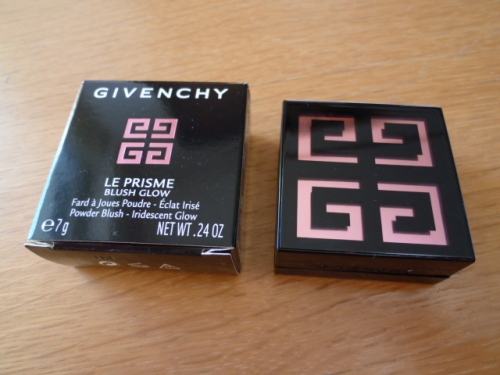 GIVENCHY
LE PRISME
BLUSH GLOW
Fard à Joues Poudre - Éclat Irisé
Powder Blush - Iridescent Glow
℮7g NET WT. .24 OZ